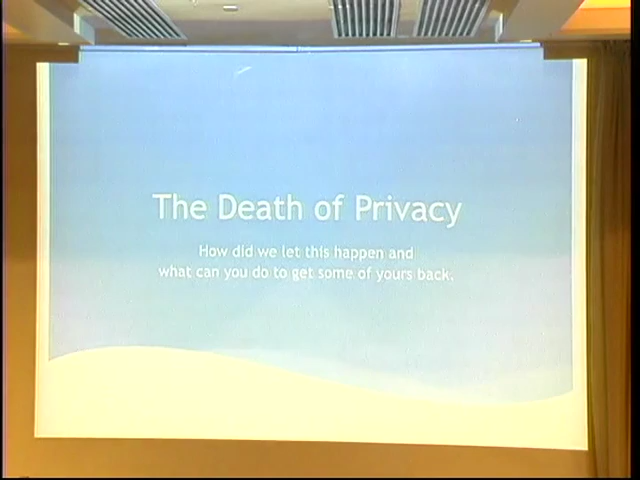 The Death of Privacy
How did we let this happen and
what can you do to get some of yours back.